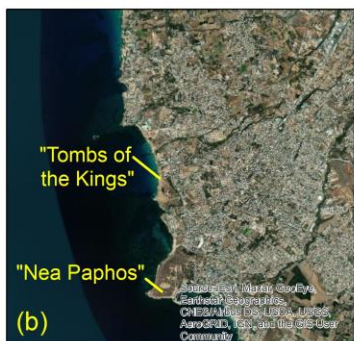 "Tombs of
the Kings"
"Nea Paphos"
(b)
Source: Esri, Maxar, GeoEye,
Earthstar Geographics,
CNES/Airbus DS, USDA, USGS,
AeroGRID, IGN, and the GIS User
Community